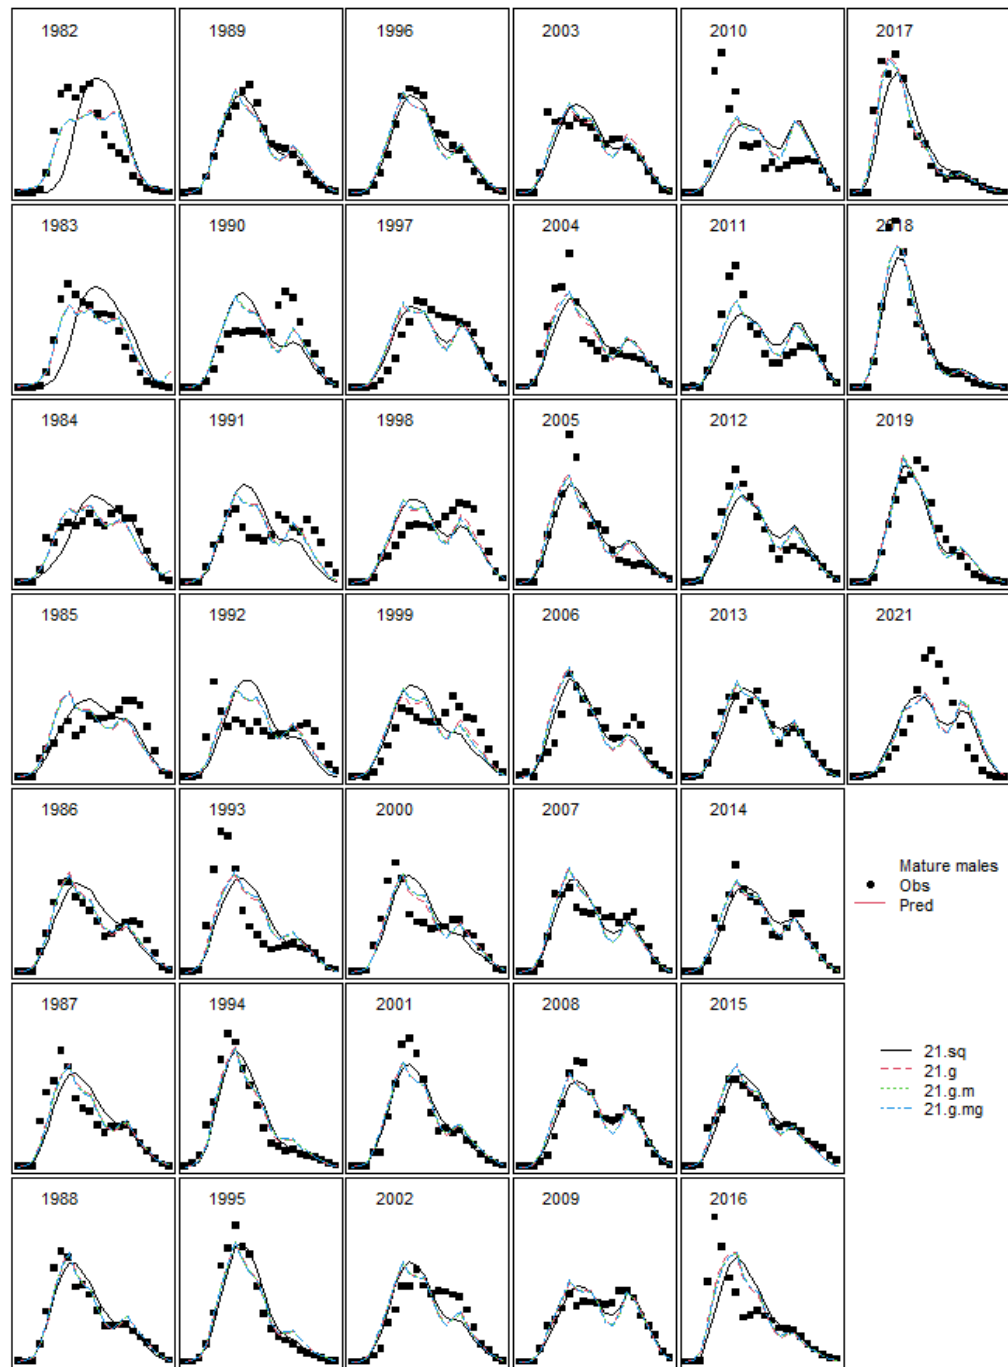 1982 1989 1996 2003 2010 2017
1983 1990 1997 2004 2011 2018
1984 1991 1998 2005 2012 2019
1985 1992 1999 2006 2013 2021
1986 1993 2000 2007 2014
Mature males
Obs
Pred
1987 1994 2001 2008 2015
21.sq
21.g
21.g.m
21.g.mg
1988 1995 2002 2009 2016